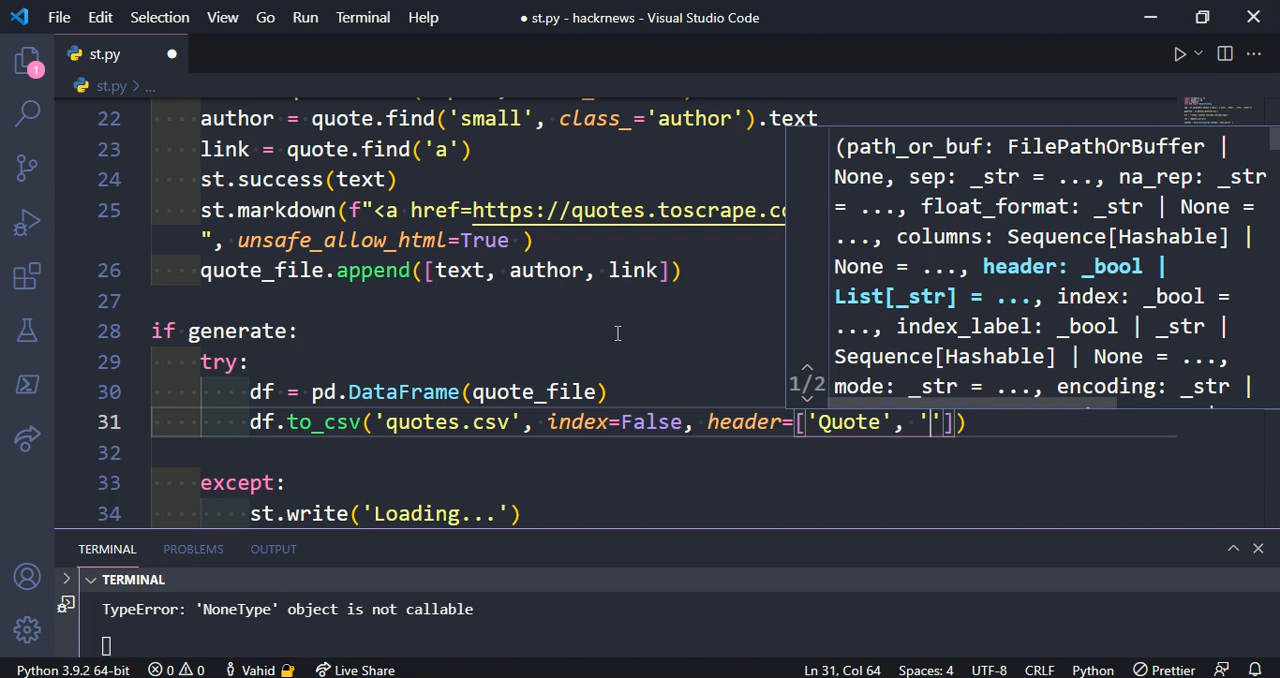 File Edit Selection View Go Run Terminal Help
● st.py - hackrnews - Visual Studio Code
1
st.py ●
st.py > ...
22 author = quote.find('small', class_='author').text
23 link = quote.find('a')
24 st.success(text)
25 st.markdown(f"<a href=https://quotes.toscrape.c
", unsafe_allow_html=True )
26 quote_file.append([text, author, link])
27
28 if generate:
29 try:
30 df = pd.DataFrame(quote_file)
31 df.to_csv('quotes.csv', index=False, header=['Quote', ''])
32
33 except:
34 st.write('Loading...')
(path_or_buf: FilePathOrBuffer |
None, sep: _str = ..., na_rep: _str
= ..., float_format: _str | None =
..., columns: Sequence[Hashable] |
None = ..., header: _bool |
List[_str] = ..., index: _bool =
..., index_label: _bool | _str |
Sequence[Hashable] | None = ...,
mode: _str = ..., encoding: _str |
1/2
TERMINAL PROBLEMS OUTPUT
TERMINAL
TypeError: 'NoneType' object is not callable
Python 3.9.2 64-bit 0 0 Vahid Live Share Ln 31, Col 64 Spaces: 4 UTF-8 CRLF Python Prettier